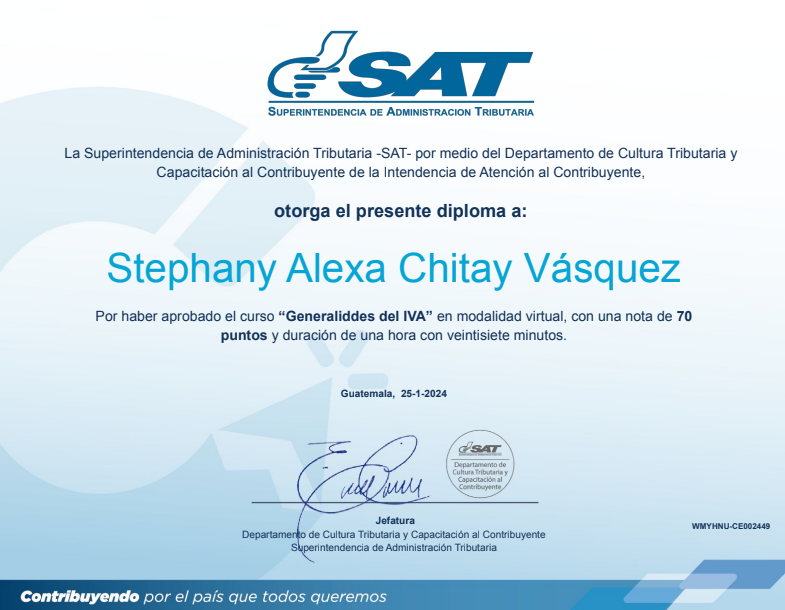 SAT
SUPERINTENDENCIA DE ADMINISTRACION TRIBUTARIA
La Superintendencia de Administración Tributaria -SAT- por medio del Departamento de Cultura Tributaria y
Capacitación al Contribuyente de la Intendencia de Atención al Contribuyente,
otorga el presente diploma a:
Stephany Alexa Chitay Vásquez
Por haber aprobado el curso “Generaliddes del IVA” en modalidad virtual, con una nota de 70
puntos y duración de una hora con veintisiete minutos.
Guatemala, 25-1-2024
SAT
Departamento de
Cultura Tributaria y
Capacitación al
Contribuyente
Jefatura
Departamento de Cultura Tributaria y Capacitación al Contribuyente
Superintendencia de Administración Tributaria
WMYHNU-CE002449
Contribuyendo por el país que todos queremos